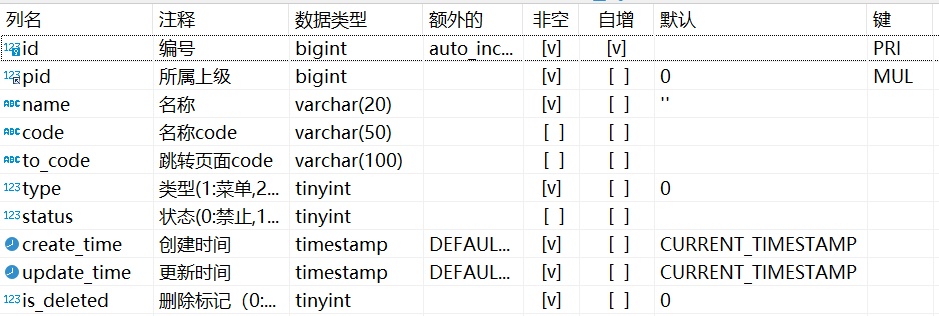 列名 注释 数据类型 额外的 非空 自增 默认 键
123 id 编号 bigint auto_inc... [v] [v] PRI
123 pid 所属上级 bigint [v] [ ] 0 MUL
ABC name 名称 varchar(20) [v] [ ] ''
ABC code 名称code varchar(50) [ ] [ ]
ABC to_code 跳转页面code varchar(100) [ ] [ ]
123 type 类型(1:菜单,2... tinyint [v] [ ] 0
123 status 状态(0:禁止,1... tinyint [ ] [ ]
create_time 创建时间 timestamp DEFAUL... [v] [ ] CURRENT_TIMESTAMP
update_time 更新时间 timestamp DEFAUL... [v] [ ] CURRENT_TIMESTAMP
123 is_deleted 删除标记（0:... tinyint [v] [ ] 0